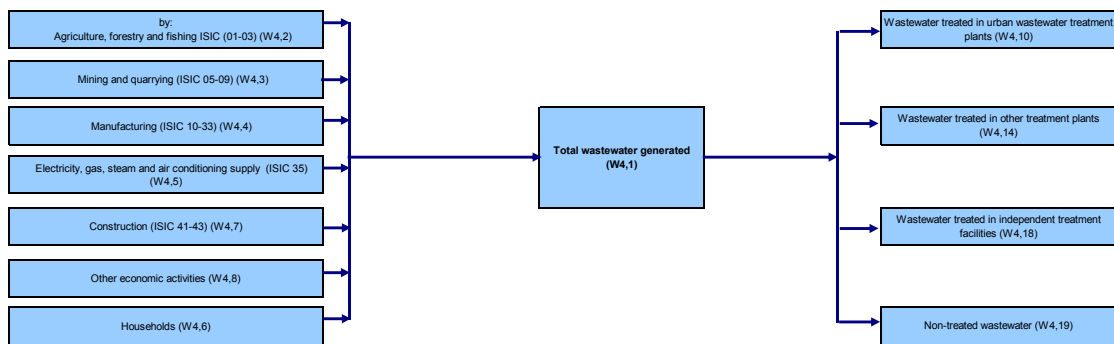 by:
Agriculture, forestry and fishing ISIC (01-03) (W4,2)
Mining and quarrying (ISIC 05-09) (W4,3)
Manufacturing (ISIC 10-33) (W4,4)
Electricity, gas, steam and air conditioning supply (ISIC 35)
(W4,5)
Construction (ISIC 41-43) (W4,7)
Other economic activities (W4,8)
Households (W4,6)
Total wastewater generated
(W4,1)
Wastewater treated in urban wastewater treatment
plants (W4,10)
Wastewater treated in other treatment plants
(W4,14)
Wastewater treated in independent treatment
facilities (W4,18)
Non-treated wastewater (W4,19)